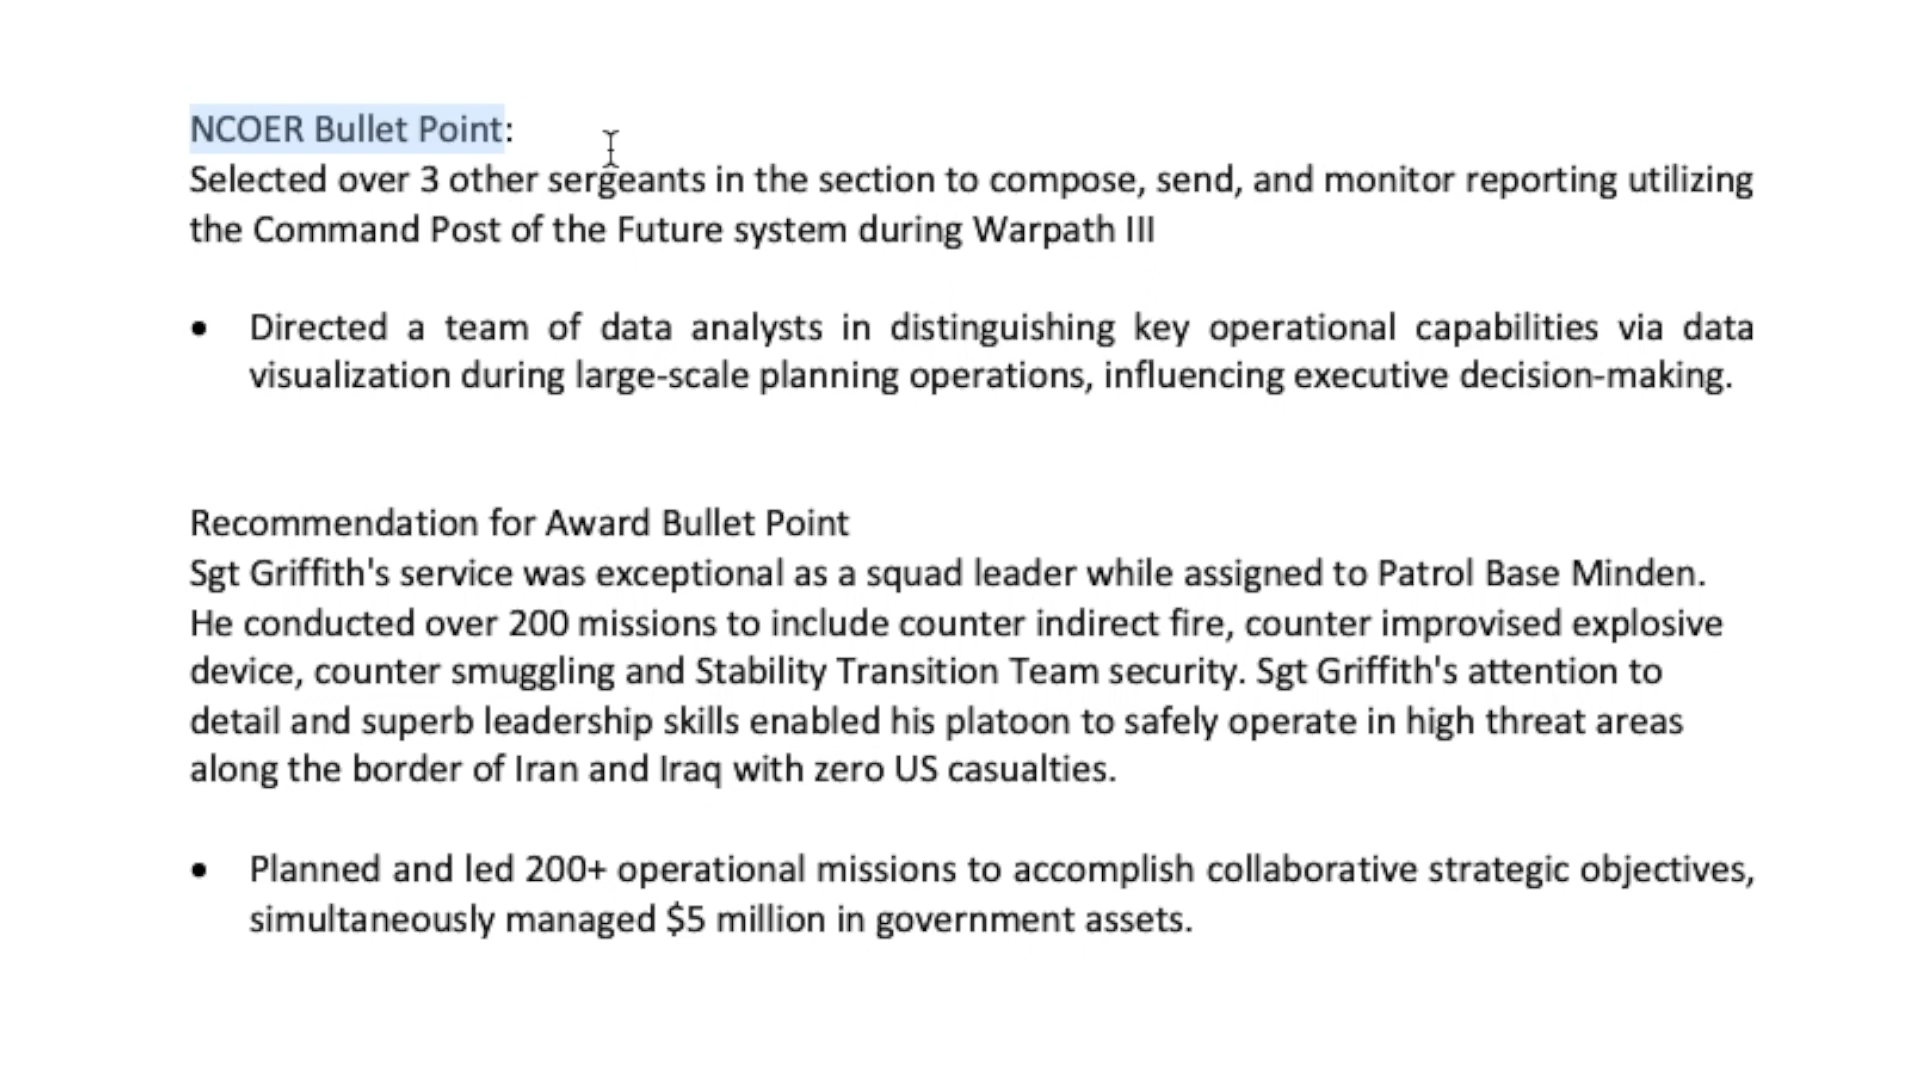 NCOER Bullet Point:
Selected over 3 other sergeants in the section to compose, send, and monitor reporting utilizing
the Command Post of the Future system during Warpath III
• Directed a team of data analysts in distinguishing key operational capabilities via data
visualization during large-scale planning operations, influencing executive decision-making.
Recommendation for Award Bullet Point
Sgt Griffith's service was exceptional as a squad leader while assigned to Patrol Base Minden.
He conducted over 200 missions to include counter indirect fire, counter improvised explosive
device, counter smuggling and Stability Transition Team security. Sgt Griffith's attention to
detail and superb leadership skills enabled his platoon to safely operate in high threat areas
along the border of Iran and Iraq with zero US casualties.
• Planned and led 200+ operational missions to accomplish collaborative strategic objectives,
simultaneously managed $5 million in government assets.